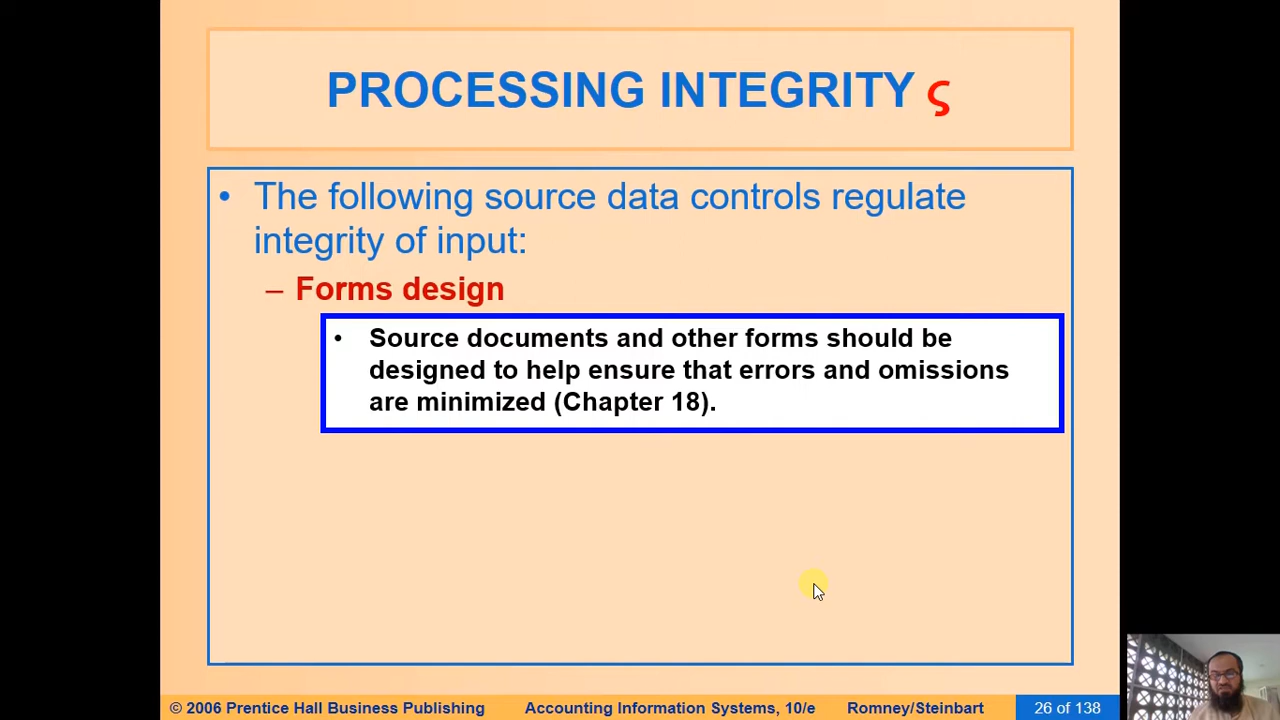 PROCESSING INTEGRITY ς
• The following source data controls regulate
integrity of input:
– Forms design
• Source documents and other forms should be
designed to help ensure that errors and omissions
are minimized (Chapter 18).
© 2006 Prentice Hall Business Publishing Accounting Information Systems, 10/e Romney/Steinbart 26 of 138